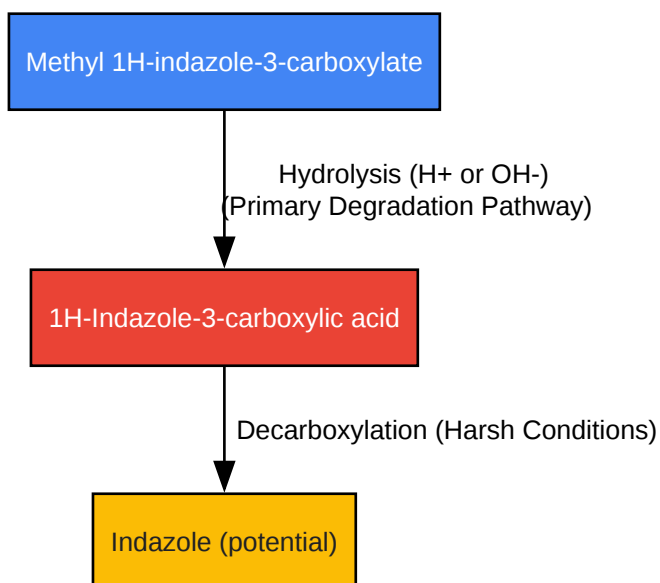 Methyl 1H-indazole-3-carboxylate
Hydrolysis (H+ or OH-)
(Primary Degradation Pathway)
1H-Indazole-3-carboxylic acid
Decarboxylation (Harsh Conditions)
Indazole (potential)